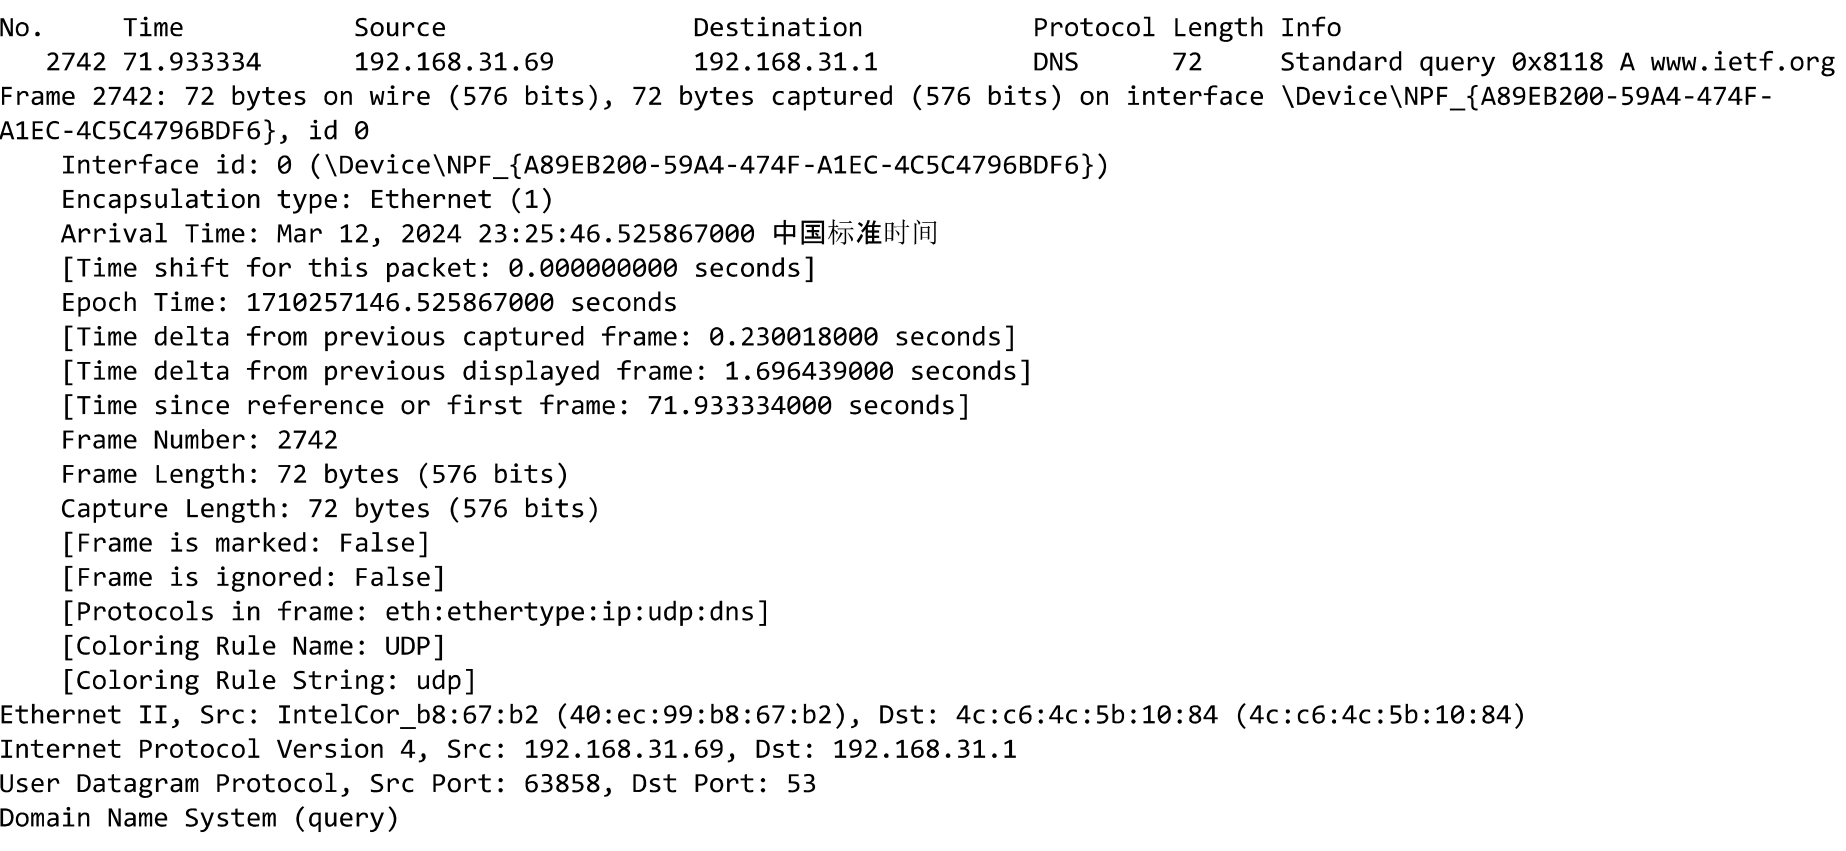 No.     Time           Source                Destination           Protocol Length Info
   2742 71.933334      192.168.31.69         192.168.31.1          DNS      72     Standard query 0x8118 A www.ietf.org
Frame 2742: 72 bytes on wire (576 bits), 72 bytes captured (576 bits) on interface \Device\NPF_{A89EB200-59A4-474F-
A1EC-4C5C4796BDF6}, id 0
    Interface id: 0 (\Device\NPF_{A89EB200-59A4-474F-A1EC-4C5C4796BDF6})
    Encapsulation type: Ethernet (1)
    Arrival Time: Mar 12, 2024 23:25:46.525867000 中国标准时间
    [Time shift for this packet: 0.000000000 seconds]
    Epoch Time: 1710257146.525867000 seconds
    [Time delta from previous captured frame: 0.230018000 seconds]
    [Time delta from previous displayed frame: 1.696439000 seconds]
    [Time since reference or first frame: 71.933334000 seconds]
    Frame Number: 2742
    Frame Length: 72 bytes (576 bits)
    Capture Length: 72 bytes (576 bits)
    [Frame is marked: False]
    [Frame is ignored: False]
    [Protocols in frame: eth:ethertype:ip:udp:dns]
    [Coloring Rule Name: UDP]
    [Coloring Rule String: udp]
Ethernet II, Src: IntelCor_b8:67:b2 (40:ec:99:b8:67:b2), Dst: 4c:c6:4c:5b:10:84 (4c:c6:4c:5b:10:84)
Internet Protocol Version 4, Src: 192.168.31.69, Dst: 192.168.31.1
User Datagram Protocol, Src Port: 63858, Dst Port: 53
Domain Name System (query)